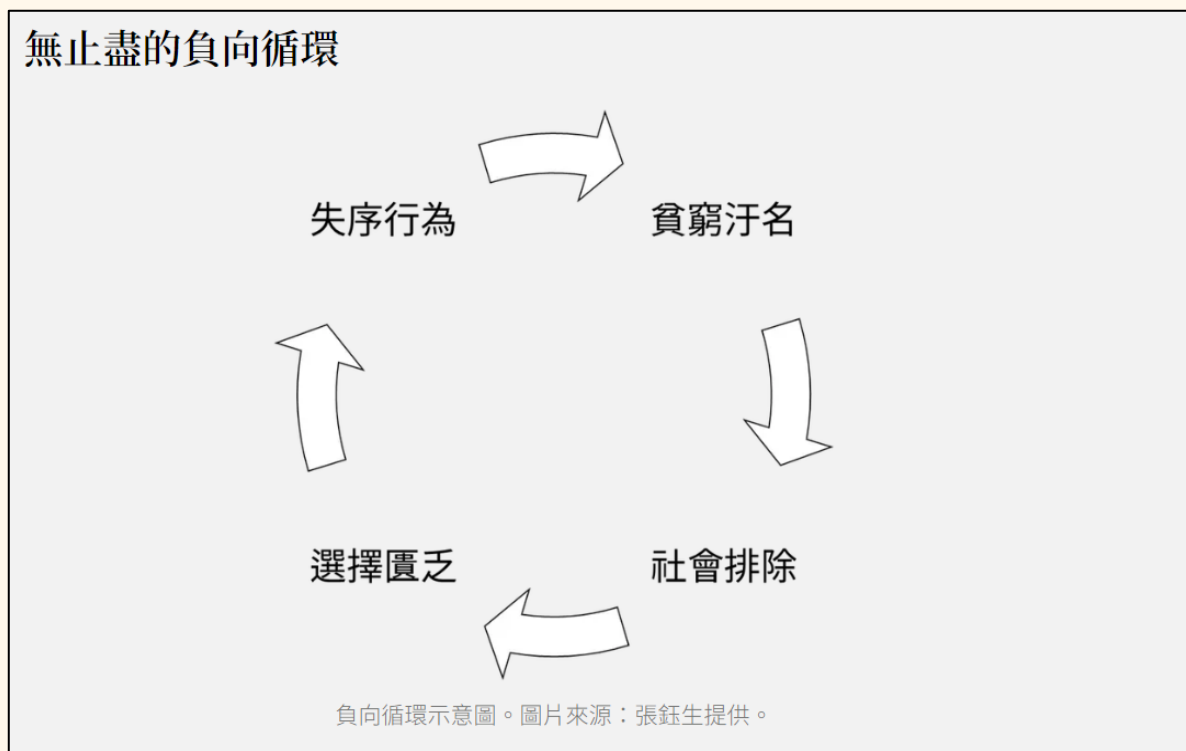 無止盡的負向循環
失序行為
貧窮汙名
選擇匱乏
社會排除
負向循環示意圖。圖片來源：張鈺生提供。